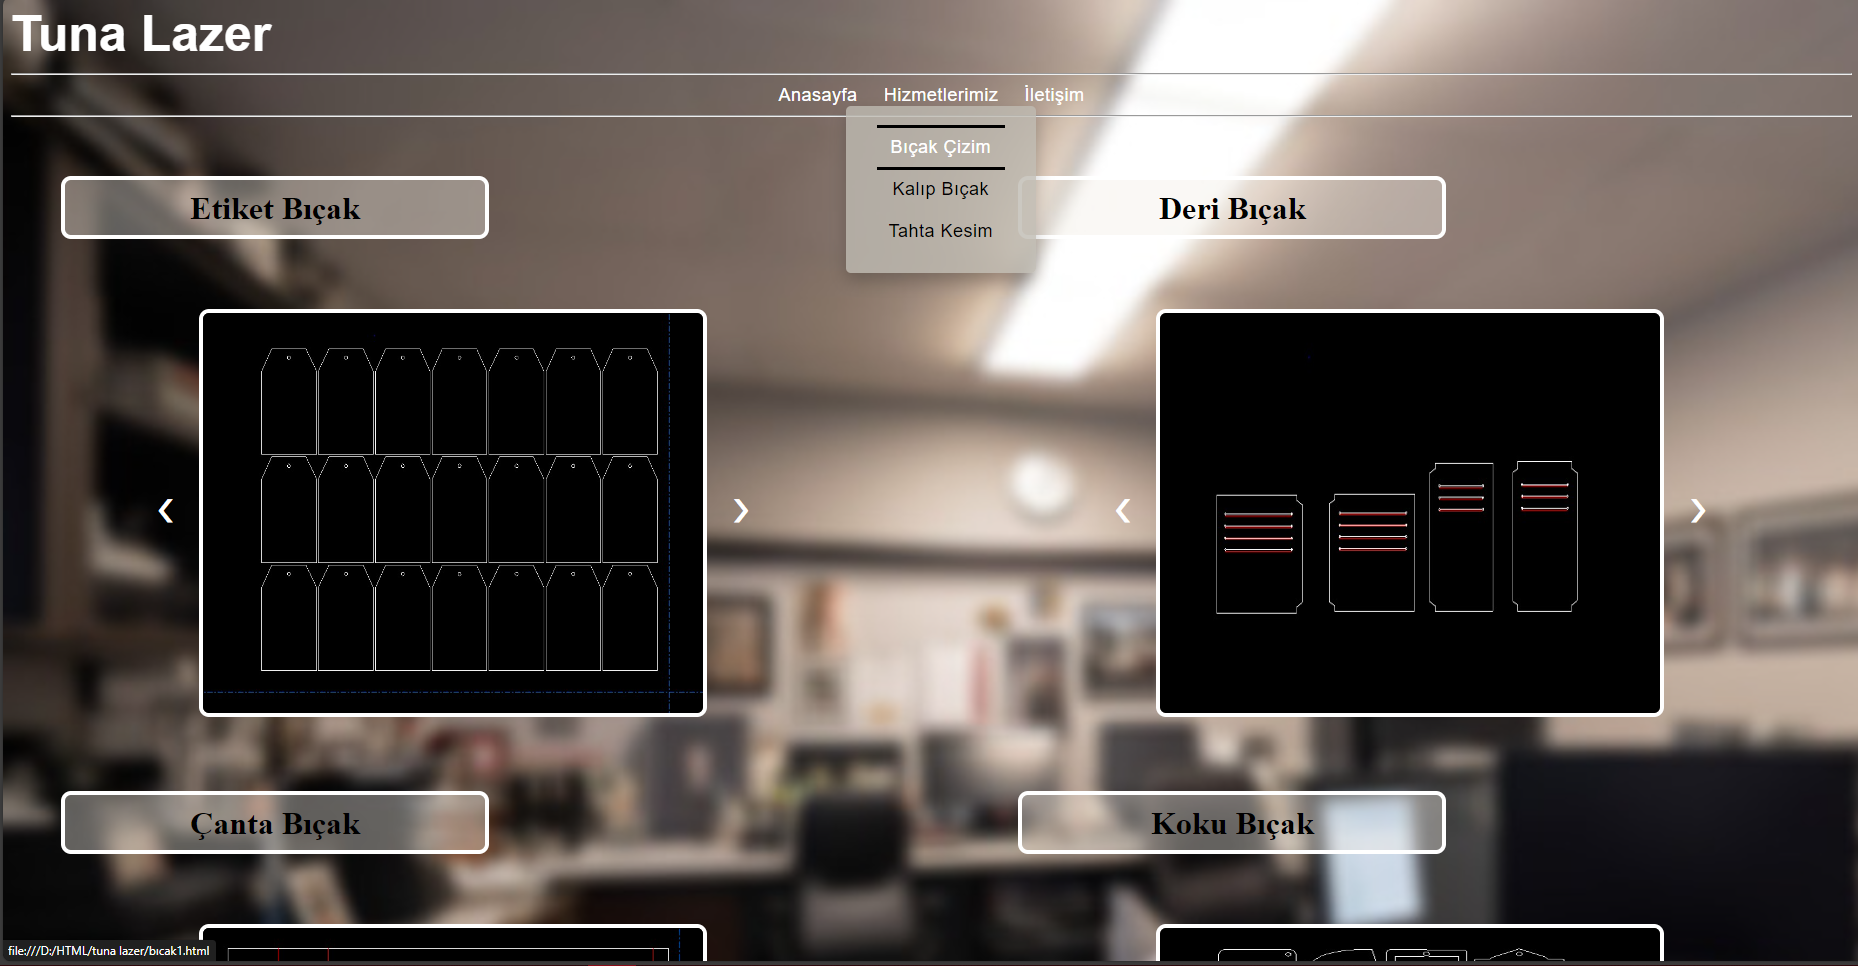 Tuna Lazer
Anasayfa Hizmetlerimiz İletişim
Bıçak Çizim
Kalıp Bıçak
Tahta Kesim
Etiket Bıçak
Deri Bıçak
‹ › ‹ ›
Çanta Bıçak
Koku Bıçak
file:///D:/HTML/tuna lazer/bıcak1.html